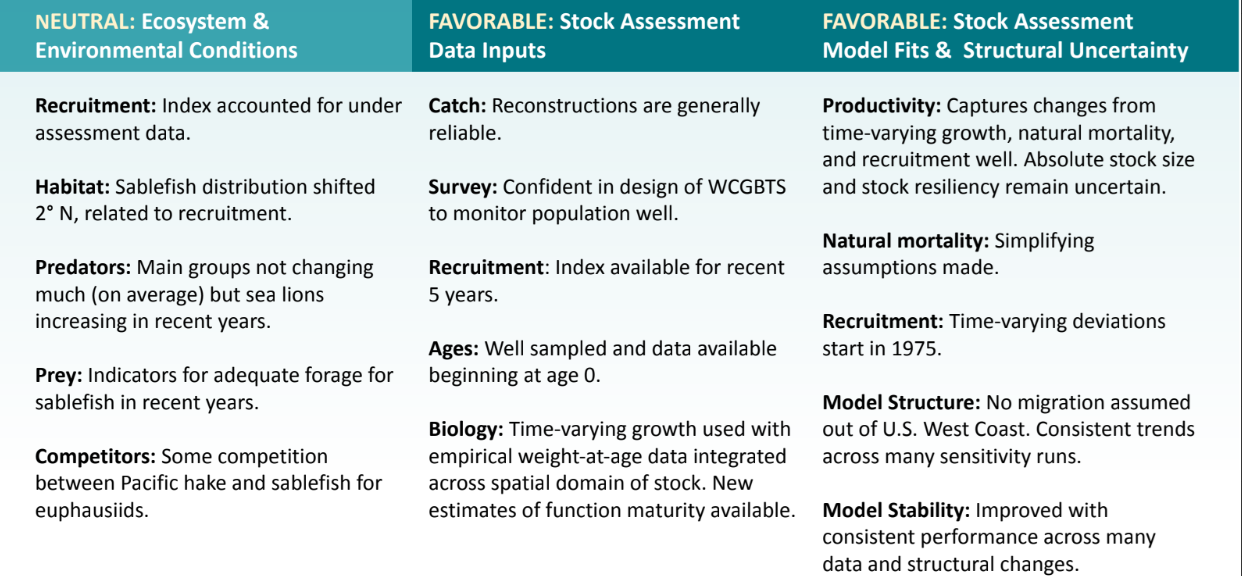 NEUTRAL: Ecosystem &
Environmental Conditions
Recruitment: Index accounted for under
assessment data.
Habitat: Sablefish distribution shifted
2° N, related to recruitment.
Predators: Main groups not changing
much (on average) but sea lions
increasing in recent years.
Prey: Indicators for adequate forage for
sablefish in recent years.
Competitors: Some competition
between Pacific hake and sablefish for
euphausiids.
FAVORABLE: Stock Assessment
Data Inputs
Catch: Reconstructions are generally
reliable.
Survey: Confident in design of WCGBTS
to monitor population well.
Recruitment: Index available for recent
5 years.
Ages: Well sampled and data available
beginning at age 0.
Biology: Time-varying growth used with
empirical weight-at-age data integrated
across spatial domain of stock. New
estimates of function maturity available.
FAVORABLE: Stock Assessment
Model Fits & Structural Uncertainty
Productivity: Captures changes from
time-varying growth, natural mortality,
and recruitment well. Absolute stock size
and stock resiliency remain uncertain.
Natural mortality: Simplifying
assumptions made.
Recruitment: Time-varying deviations
start in 1975.
Model Structure: No migration assumed
out of U.S. West Coast. Consistent trends
across many sensitivity runs.
Model Stability: Improved with
consistent performance across many
data and structural changes.